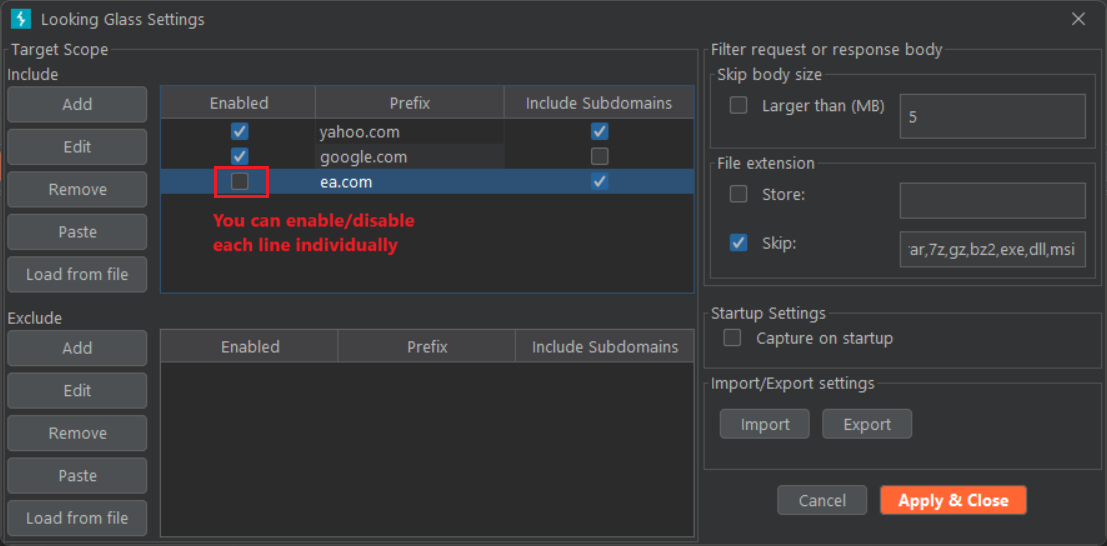 Looking Glass Settings
Target Scope
Include
Add
Edit
Remove
Paste
Load from file
Enabled Prefix Include Subdomains
yahoo.com
google.com
ea.com
You can enable/disable
each line individually
Exclude
Add
Edit
Remove
Paste
Load from file
Enabled Prefix Include Subdomains
Filter request or response body
Skip body size
Larger than (MB) 5
File extension
Store:
Skip: ar,7z,gz,bz2,exe,dll,msi
Startup Settings
Capture on startup
Import/Export settings
Import Export
Cancel Apply & Close